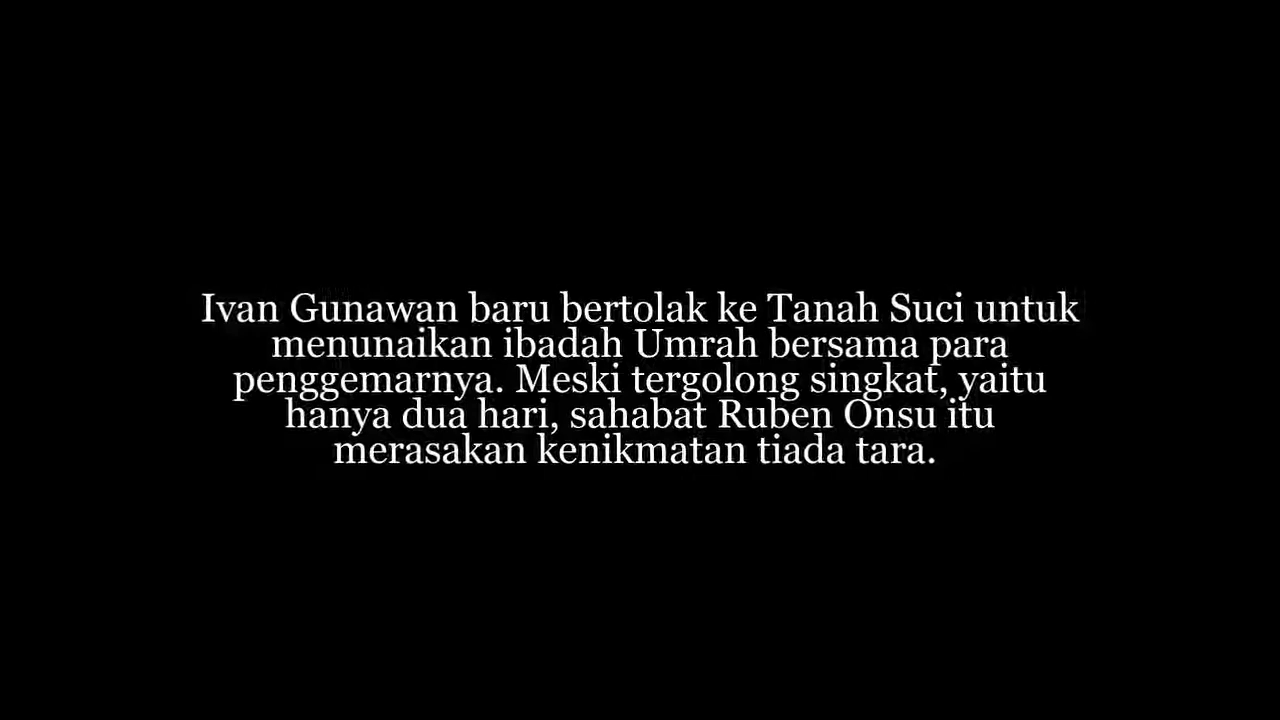 Ivan Gunawan baru bertolak ke Tanah Suci untuk
menunaikan ibadah Umrah bersama para
penggemarnya. Meski tergolong singkat, yaitu
hanya dua hari, sahabat Ruben Onsu itu
merasakan kenikmatan tiada tara.